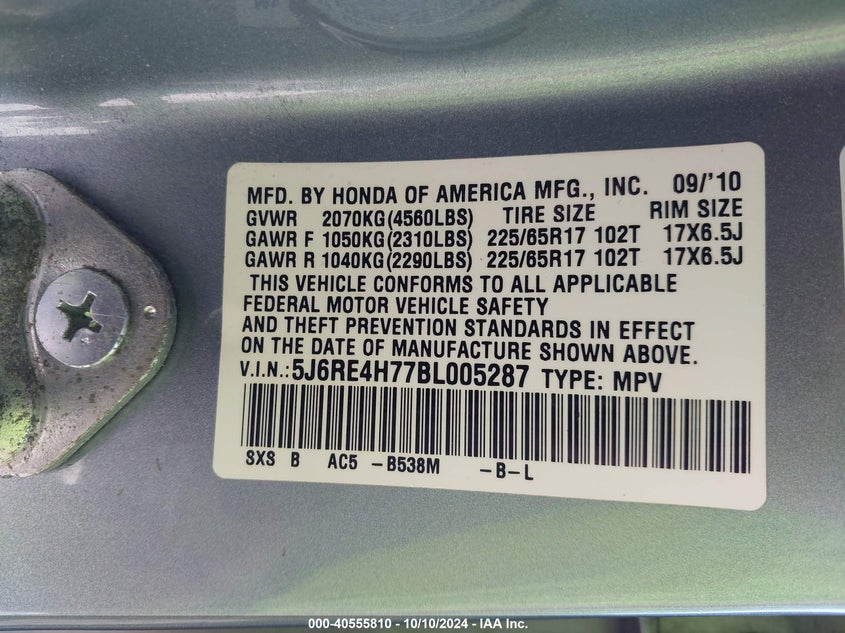 MFD. BY HONDA OF AMERICA MFG., INC. 09/'10
GVWR 2070KG(4560LBS) TIRE SIZE RIM SIZE
GAWR F 1050KG(2310LBS) 225/65R17 102T 17X6.5J
GAWR R 1040KG(2290LBS) 225/65R17 102T 17X6.5J
THIS VEHICLE CONFORMS TO ALL APPLICABLE
FEDERAL MOTOR VEHICLE SAFETY
AND THEFT PREVENTION STANDARDS IN EFFECT
ON THE DATE OF MANUFACTURE SHOWN ABOVE.
V.I.N.:5J6RE4H77BL005287 TYPE: MPV
SXS B AC5 -B538M -B-L
000-40555810 - 10/10/2024 - IAA Inc.